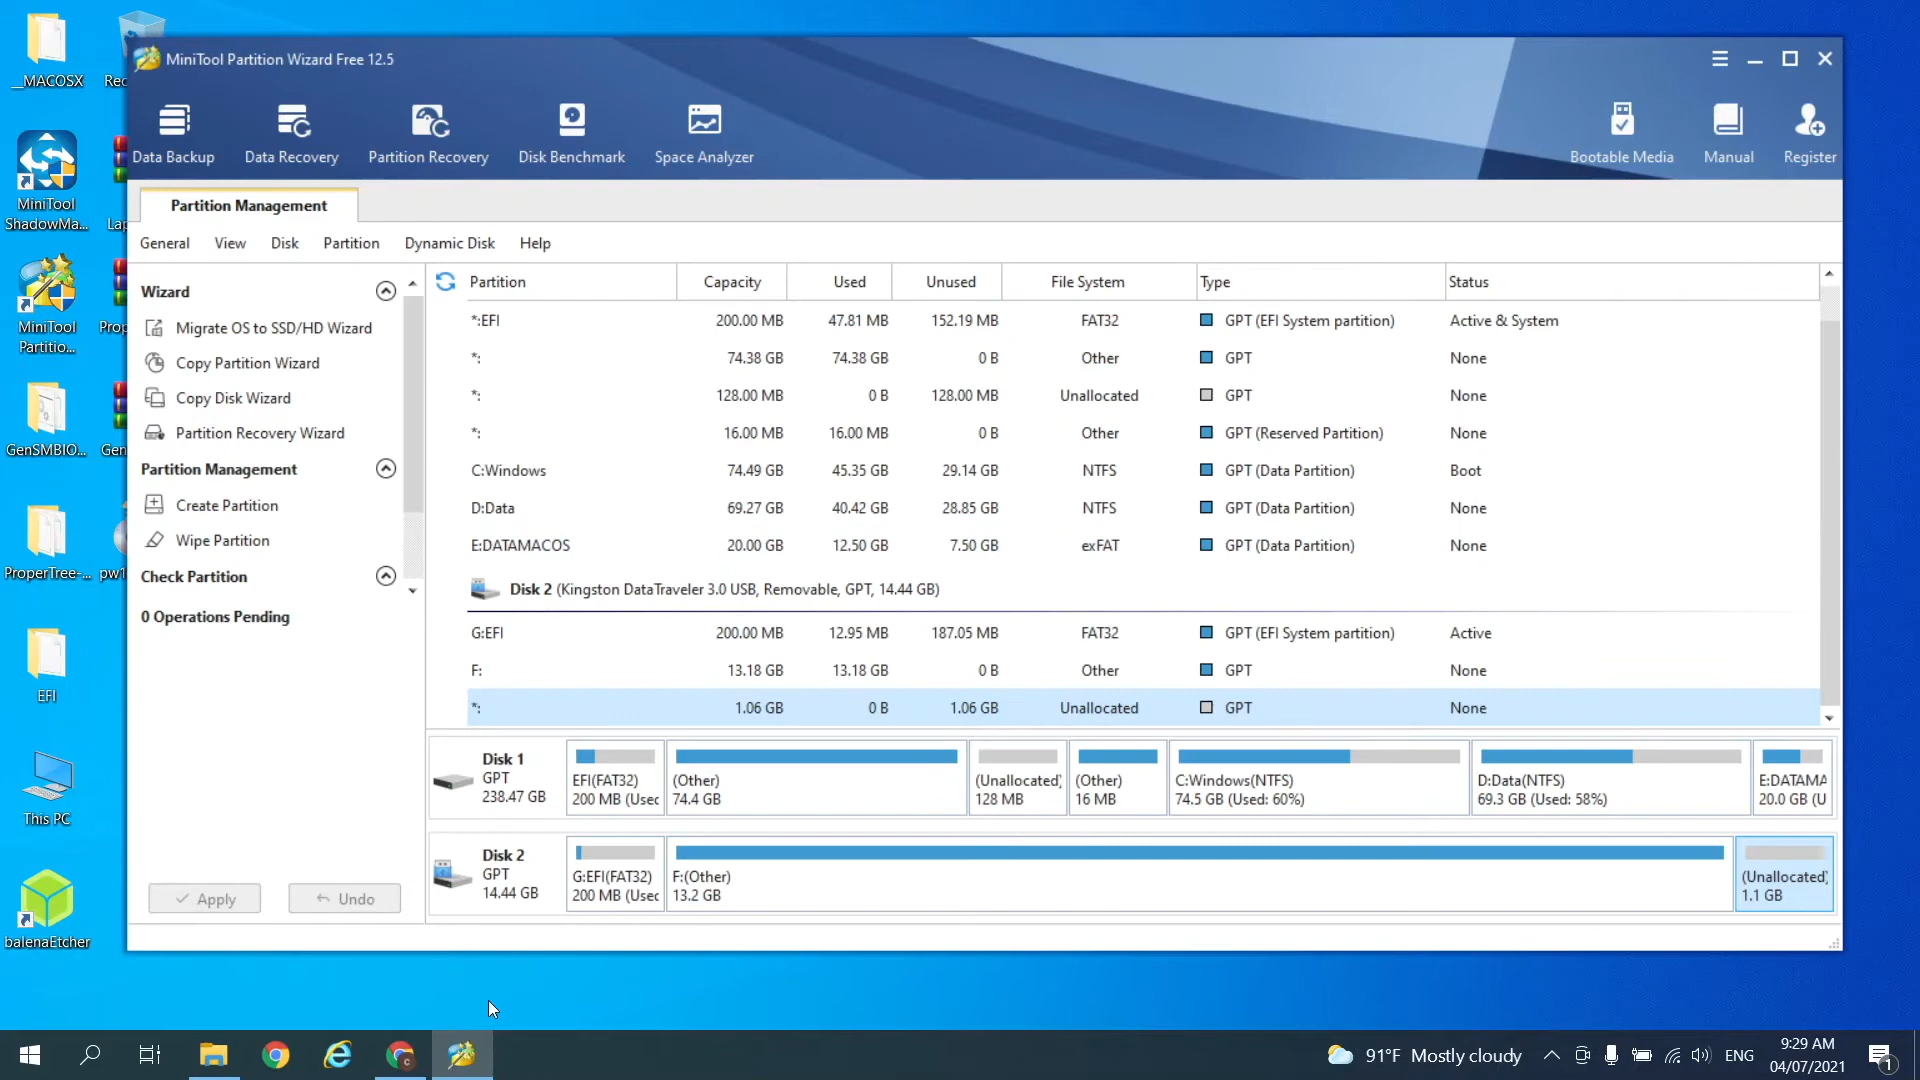 __MACOSX
Rec
MiniTool
ShadowMa...
Lap
MiniTool
Partitio...
Prop
GenSMBIO...
Gen
ProperTree-...
pw1
EFI
This PC
balenaEtcher
MiniTool Partition Wizard Free 12.5
Data Backup
Data Recovery
Partition Recovery
Disk Benchmark
Space Analyzer
Bootable Media
Manual
Register
Partition Management
General View Disk Partition Dynamic Disk Help
Wizard
Migrate OS to SSD/HD Wizard
Copy Partition Wizard
Copy Disk Wizard
Partition Recovery Wizard
Partition Management
Create Partition
Wipe Partition
Check Partition
0 Operations Pending
Apply
Undo
Partition Capacity Used Unused File System Type Status
*:EFI 200.00 MB 47.81 MB 152.19 MB FAT32 GPT (EFI System partition) Active & System
*: 74.38 GB 74.38 GB 0 B Other GPT None
*: 128.00 MB 0 B 128.00 MB Unallocated GPT None
*: 16.00 MB 16.00 MB 0 B Other GPT (Reserved Partition) None
C:Windows 74.49 GB 45.35 GB 29.14 GB NTFS GPT (Data Partition) Boot
D:Data 69.27 GB 40.42 GB 28.85 GB NTFS GPT (Data Partition) None
E:DATAMACOS 20.00 GB 12.50 GB 7.50 GB exFAT GPT (Data Partition) None
Disk 2 (Kingston DataTraveler 3.0 USB, Removable, GPT, 14.44 GB)
G:EFI 200.00 MB 12.95 MB 187.05 MB FAT32 GPT (EFI System partition) Active
F: 13.18 GB 13.18 GB 0 B Other GPT None
*: 1.06 GB 0 B 1.06 GB Unallocated GPT None
Disk 1
GPT
238.47 GB
EFI(FAT32)
200 MB (Used
(Other)
74.4 GB
(Unallocated)
128 MB
(Other)
16 MB
C:Windows(NTFS)
74.5 GB (Used: 60%)
D:Data(NTFS)
69.3 GB (Used: 58%)
E:DATAMA
20.0 GB (U
Disk 2
GPT
14.44 GB
G:EFI(FAT32)
200 MB (Used
F:(Other)
13.2 GB
(Unallocated)
1.1 GB
91°F Mostly cloudy
ENG
9:29 AM
04/07/2021
1